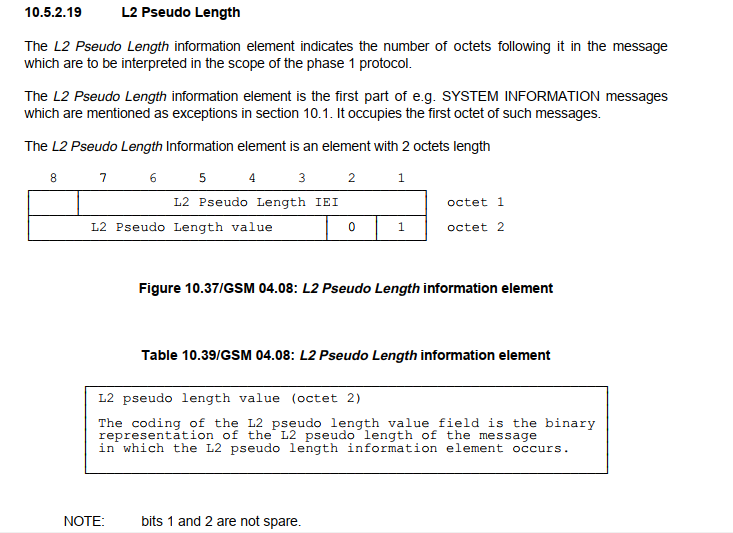 10.5.2.19 L2 Pseudo Length
The L2 Pseudo Length information element indicates the number of octets following it in the message
which are to be interpreted in the scope of the phase 1 protocol.
The L2 Pseudo Length information element is the first part of e.g. SYSTEM INFORMATION messages
which are mentioned as exceptions in section 10.1. It occupies the first octet of such messages.
The L2 Pseudo Length Information element is an element with 2 octets length
8 7 6 5 4 3 2 1
L2 Pseudo Length IEI octet 1
L2 Pseudo Length value 0 1 octet 2
Figure 10.37/GSM 04.08: L2 Pseudo Length information element
Table 10.39/GSM 04.08: L2 Pseudo Length information element
L2 pseudo length value (octet 2)
The coding of the L2 pseudo length value field is the binary
representation of the L2 pseudo length of the message
in which the L2 pseudo length information element occurs.
NOTE: bits 1 and 2 are not spare.